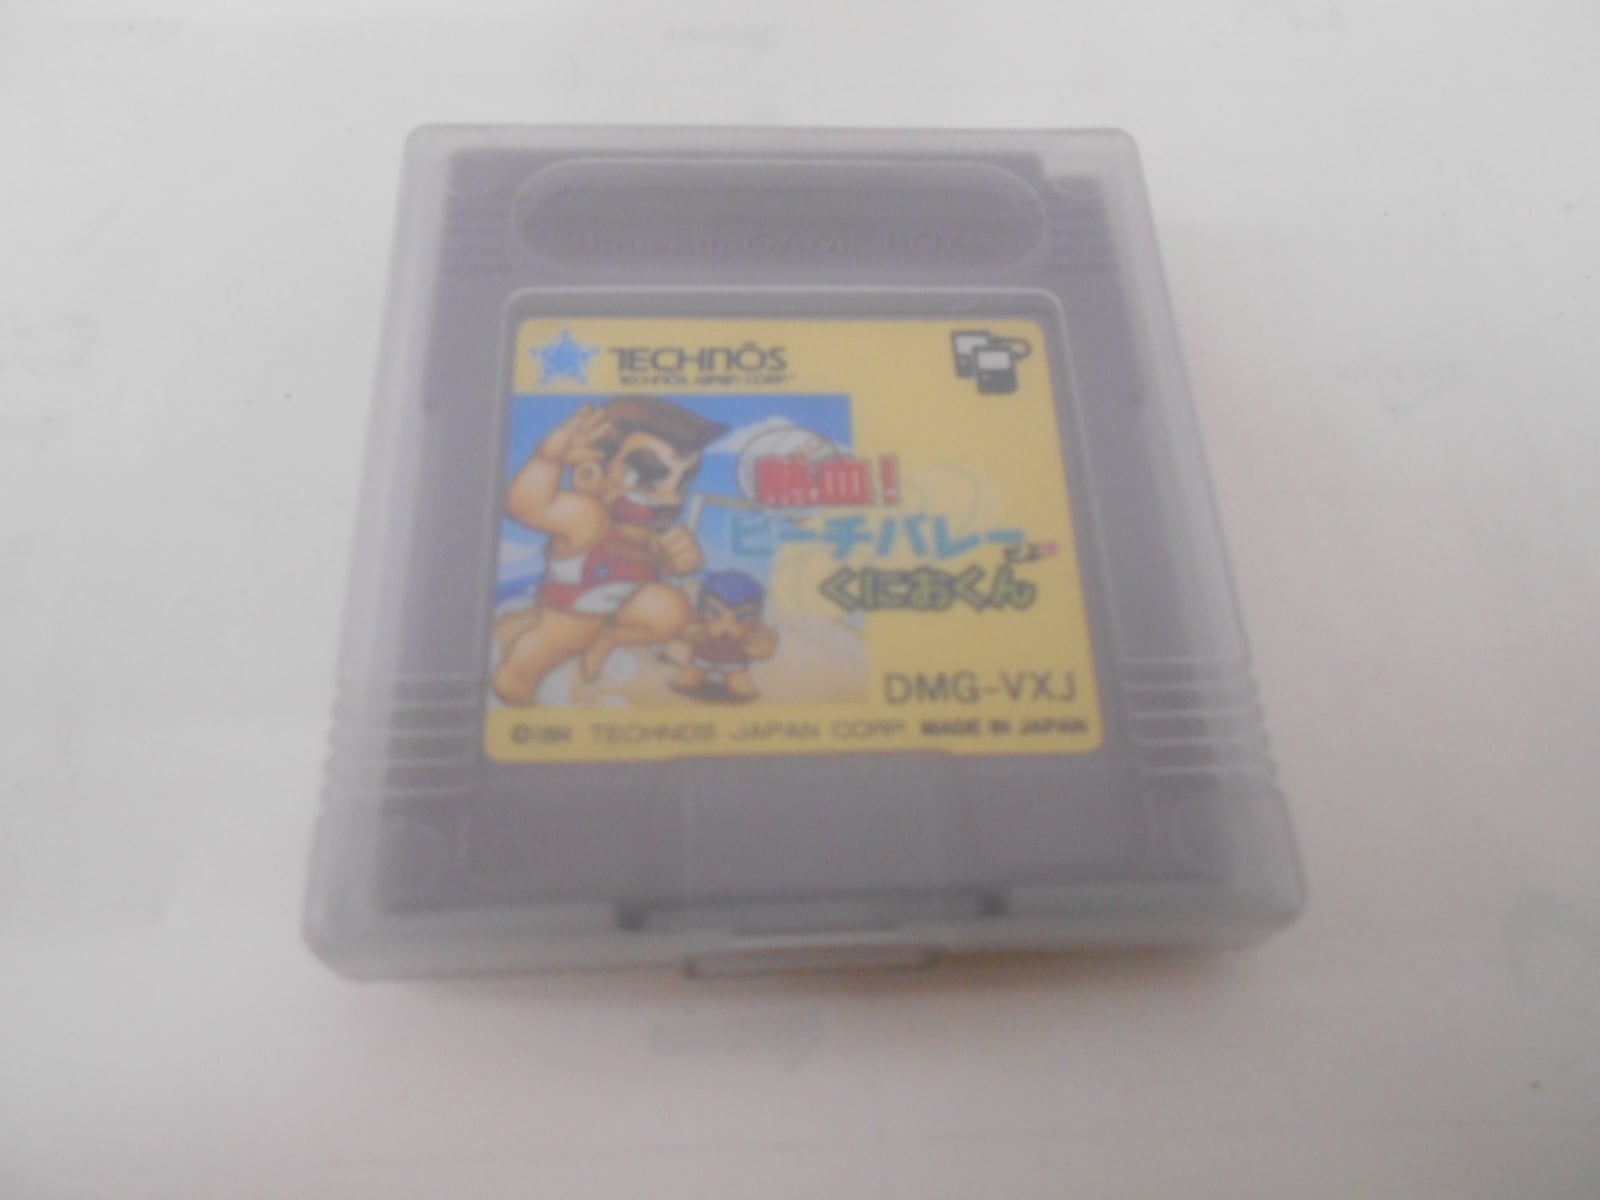 Nintendo GAME BOY
TECHNŌS
TECHNOS JAPAN CORP
熱血!
ビーチバレー
だよ♥
くにおくん
DMG-VXJ
©1994 TECHNOS JAPAN CORP. MADE IN JAPAN